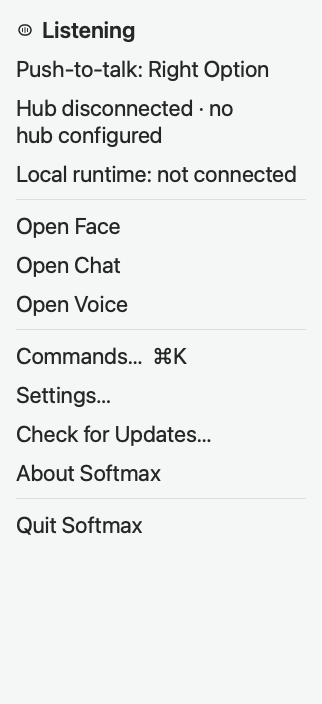 Listening
Push-to-talk: Right Option
Hub disconnected · no
hub configured
Local runtime: not connected
Open Face
Open Chat
Open Voice
Commands... ⌘K
Settings...
Check for Updates...
About Softmax
Quit Softmax